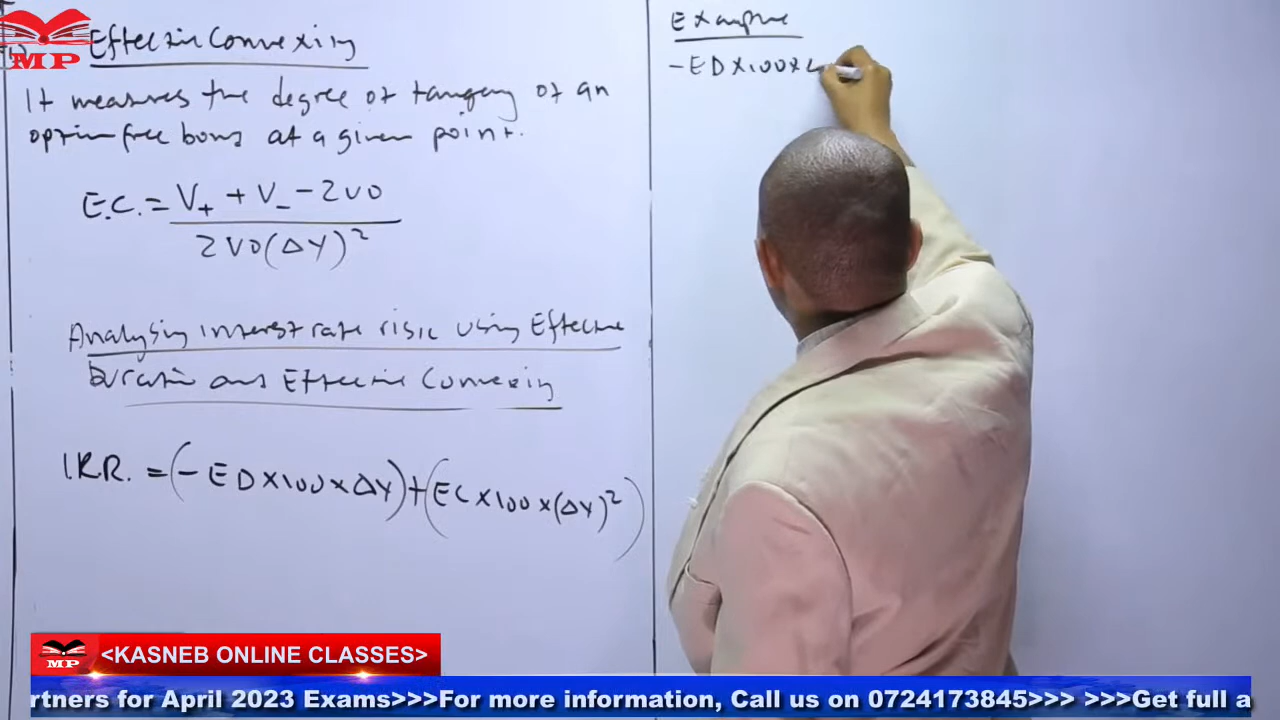 MP
Effective Convexity
It measures the degree of tangency of an
option free bond at a given point.
E.C. = V+ + V- - 2V0
2V0(ΔY)²
Analysing interest rate risk using Effective
Duration and Effective Convexity
I.R.R. = (-ED×100×ΔY)+(EC×100×(ΔY)²)
Example
-ED×100×
MP
<KASNEB ONLINE CLASSES>
rtners for April 2023 Exams>>>For more information, Call us on 0724173845>>> >>>Get full a